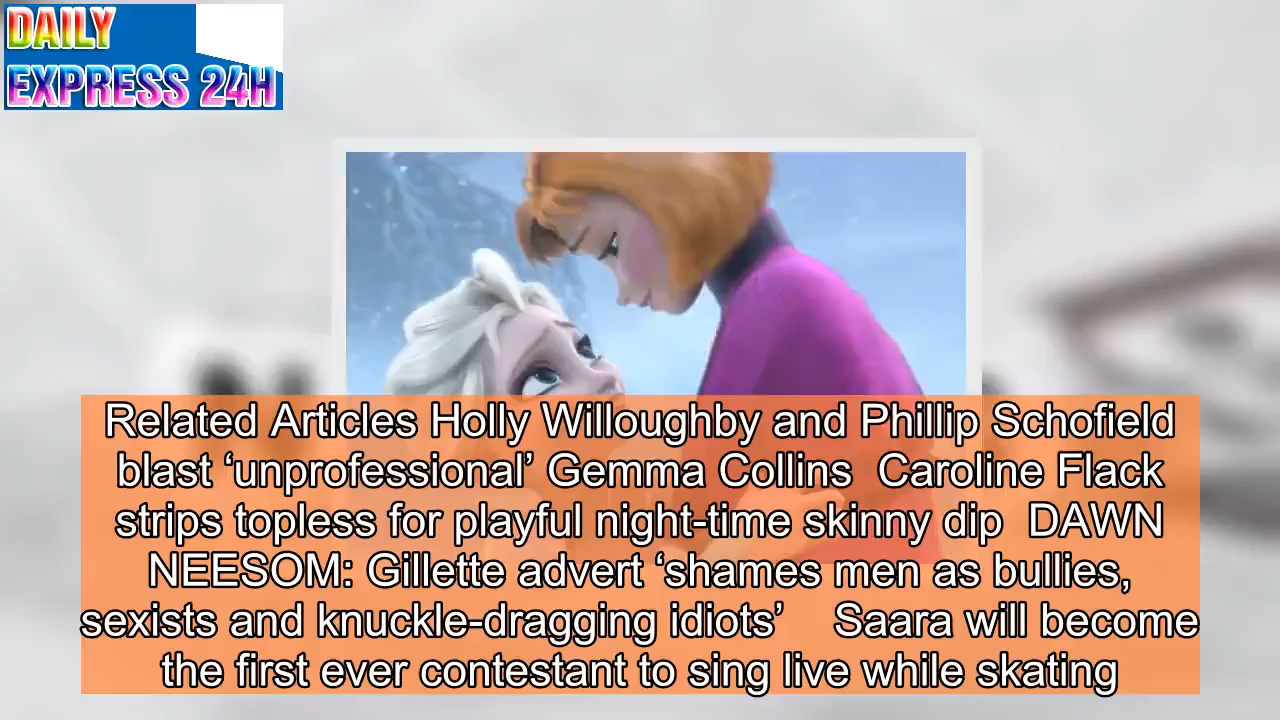 DAILY
EXPRESS 24H
Related Articles Holly Willoughby and Phillip Schofield
blast ‘unprofessional’ Gemma Collins  Caroline Flack
strips topless for playful night-time skinny dip  DAWN
NEESOM: Gillette advert ‘shames men as bullies,
sexists and knuckle-dragging idiots’    Saara will become
the first ever contestant to sing live while skating